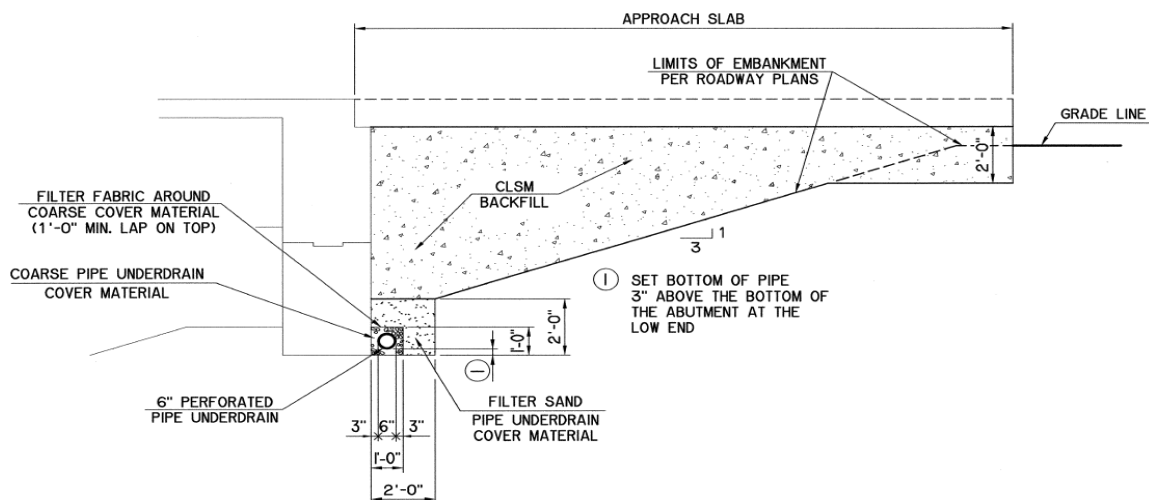 APPROACH SLAB
LIMITS OF EMBANKMENT
PER ROADWAY PLANS
GRADE LINE
2'-0"
CLSM
BACKFILL
FILTER FABRIC AROUND
COARSE COVER MATERIAL
(1'-0" MIN. LAP ON TOP)
1
3
COARSE PIPE UNDERDRAIN
COVER MATERIAL
1 SET BOTTOM OF PIPE
3" ABOVE THE BOTTOM OF
THE ABUTMENT AT THE
LOW END
1'-0"
2'-0"
1
6" PERFORATED
PIPE UNDERDRAIN
FILTER SAND
PIPE UNDERDRAIN
COVER MATERIAL
3" 6" 3"
1'-0"
2'-0"